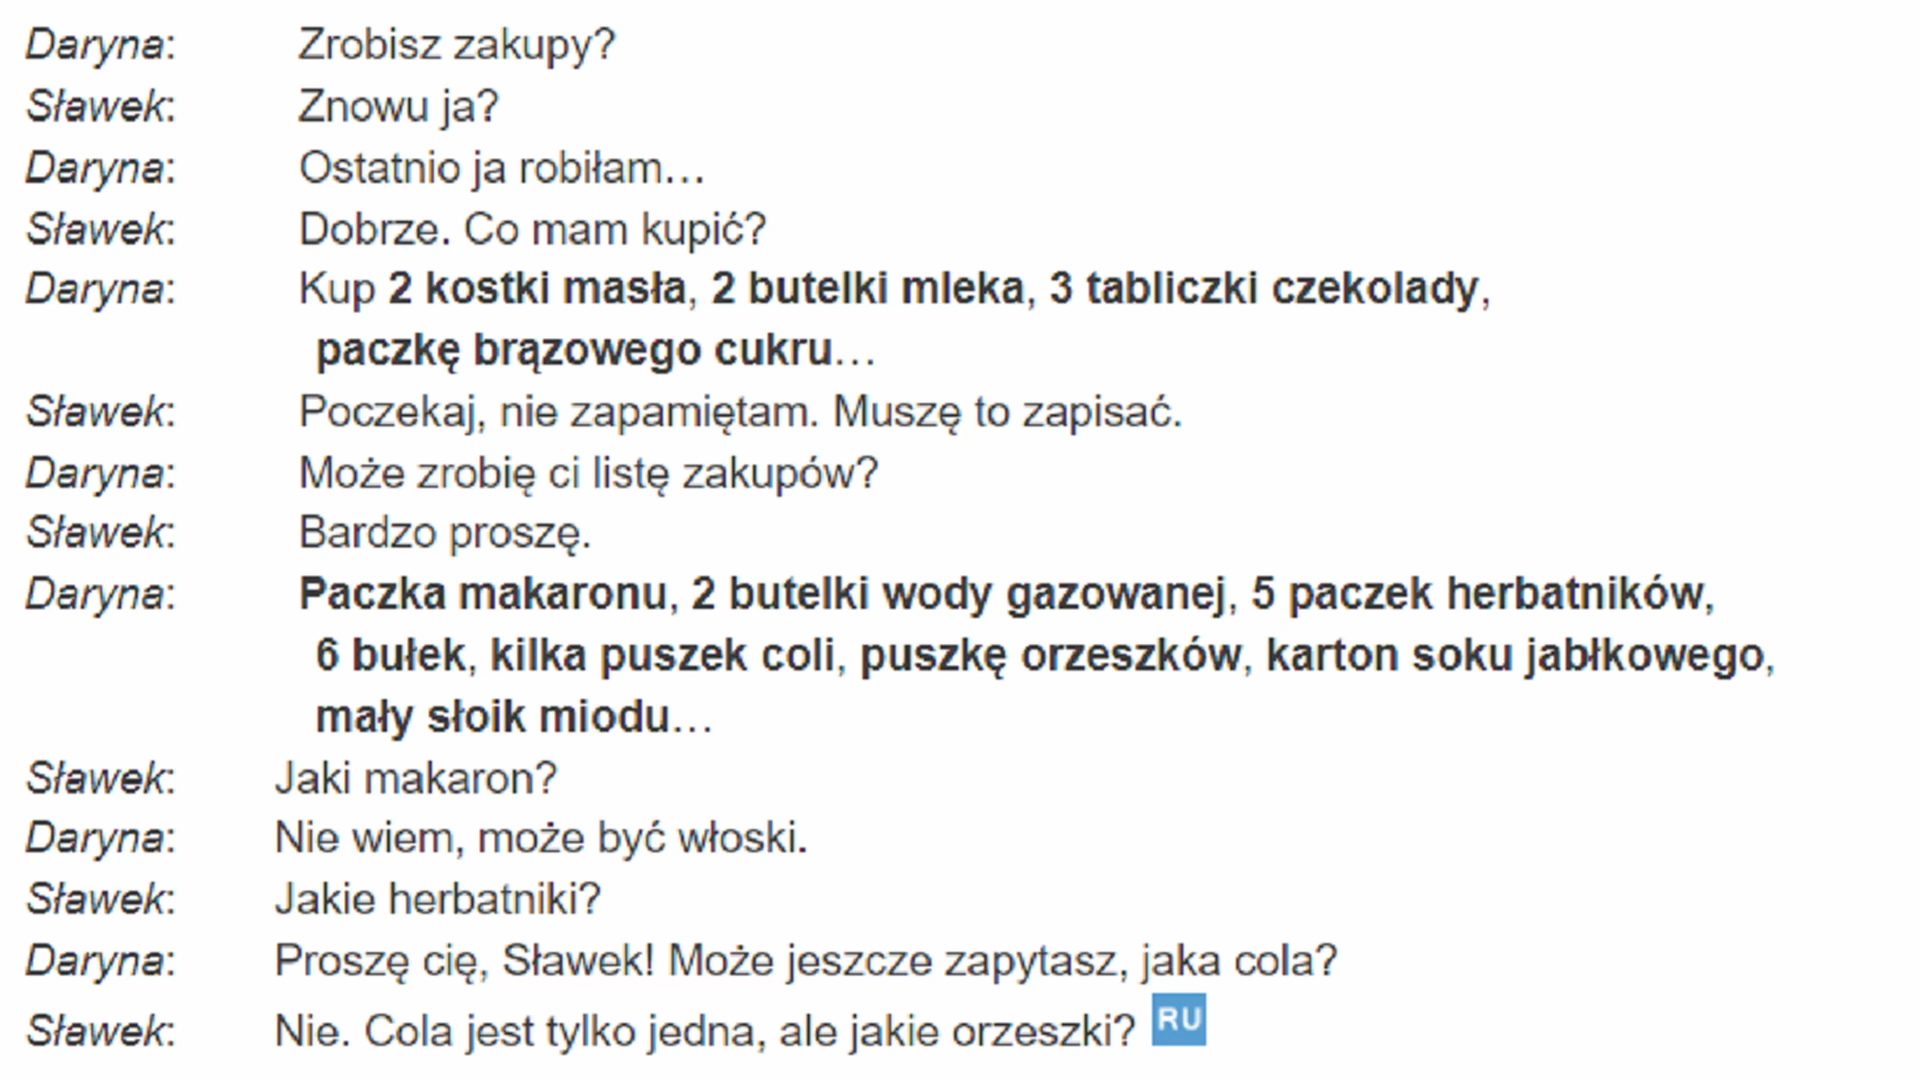 Daryna: Zrobisz zakupy?
Sławek: Znowu ja?
Daryna: Ostatnio ja robiłam…
Sławek: Dobrze. Co mam kupić?
Daryna: Kup 2 kostki masła, 2 butelki mleka, 3 tabliczki czekolady,
paczkę brązowego cukru…
Sławek: Poczekaj, nie zapamiętam. Muszę to zapisać.
Daryna: Może zrobię ci listę zakupów?
Sławek: Bardzo proszę.
Daryna: Paczka makaronu, 2 butelki wody gazowanej, 5 paczek herbatników,
6 bułek, kilka puszek coli, puszkę orzeszków, karton soku jabłkowego,
mały słoik miodu…
Sławek: Jaki makaron?
Daryna: Nie wiem, może być włoski.
Sławek: Jakie herbatniki?
Daryna: Proszę cię, Sławek! Może jeszcze zapytasz, jaka cola?
Sławek: Nie. Cola jest tylko jedna, ale jakie orzeszki? RU